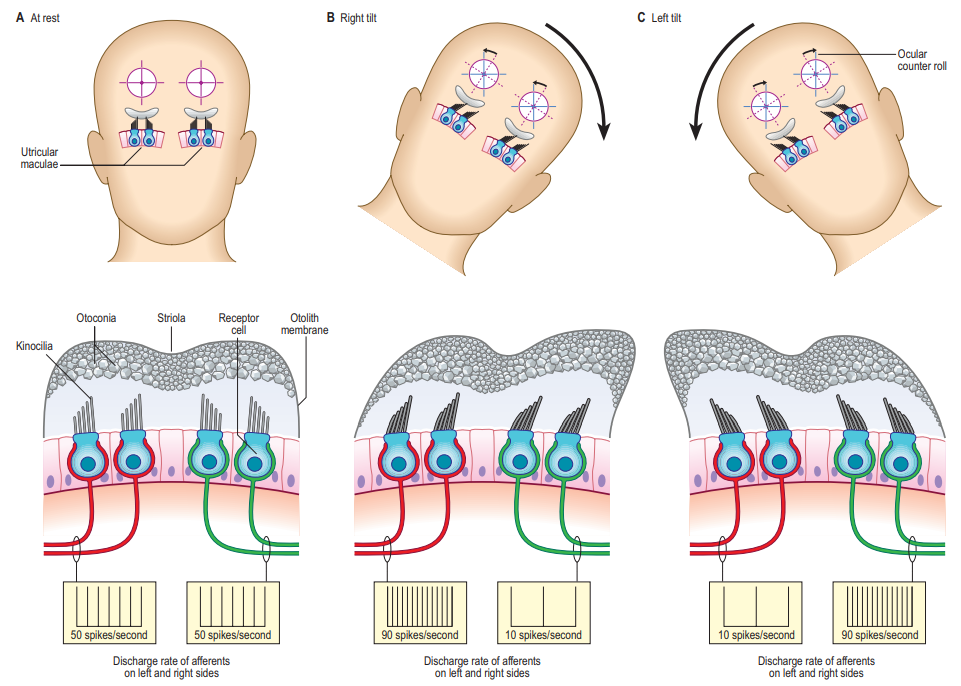 A At rest
B Right tilt
C Left tilt
Ocular
counter roll
Utricular
maculae
Otoconia
Striola
Receptor
cell
Otolith
membrane
Kinocilia
50 spikes/second
50 spikes/second
Discharge rate of afferents
on left and right sides
90 spikes/second
10 spikes/second
Discharge rate of afferents
on left and right sides
10 spikes/second
90 spikes/second
Discharge rate of afferents
on left and right sides